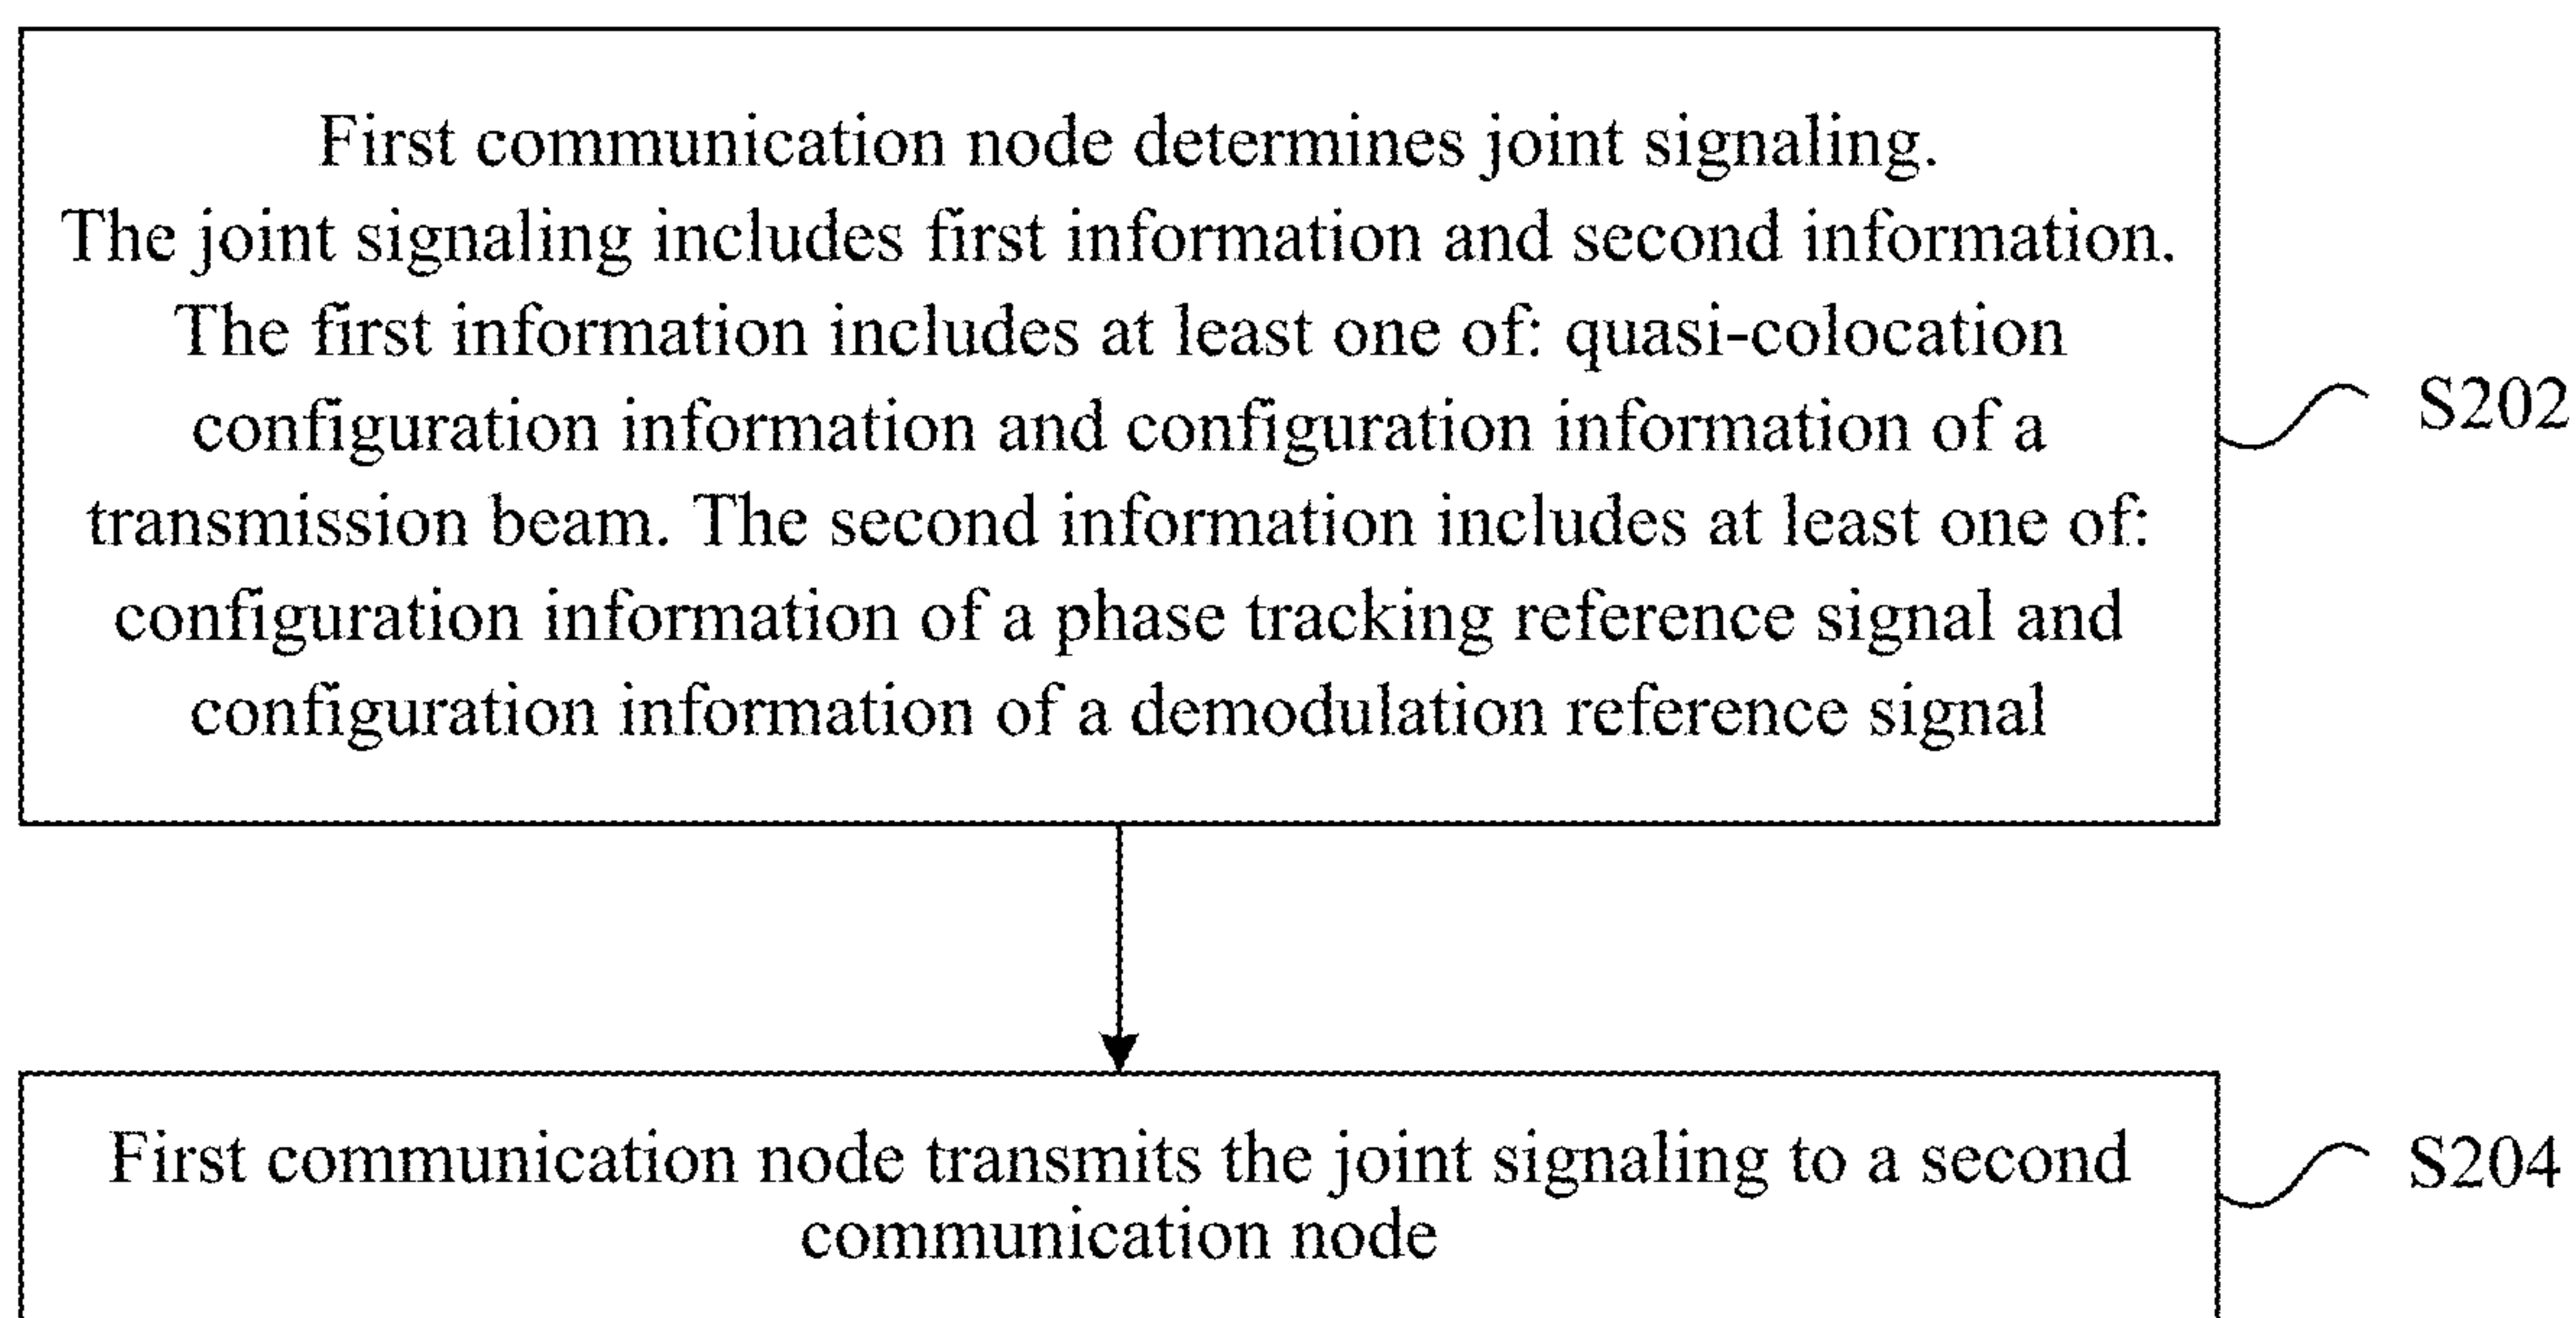 First communication node determines joint signaling.
The joint signaling includes first information and second information.
The first information includes at least one of: quasi-colocation
configuration information and configuration information of a
transmission beam. The second information includes at least one of:
configuration information of a phase tracking reference signal and
configuration information of a demodulation reference signal
S202
First communication node transmits the joint signaling to a second
communication node
S204